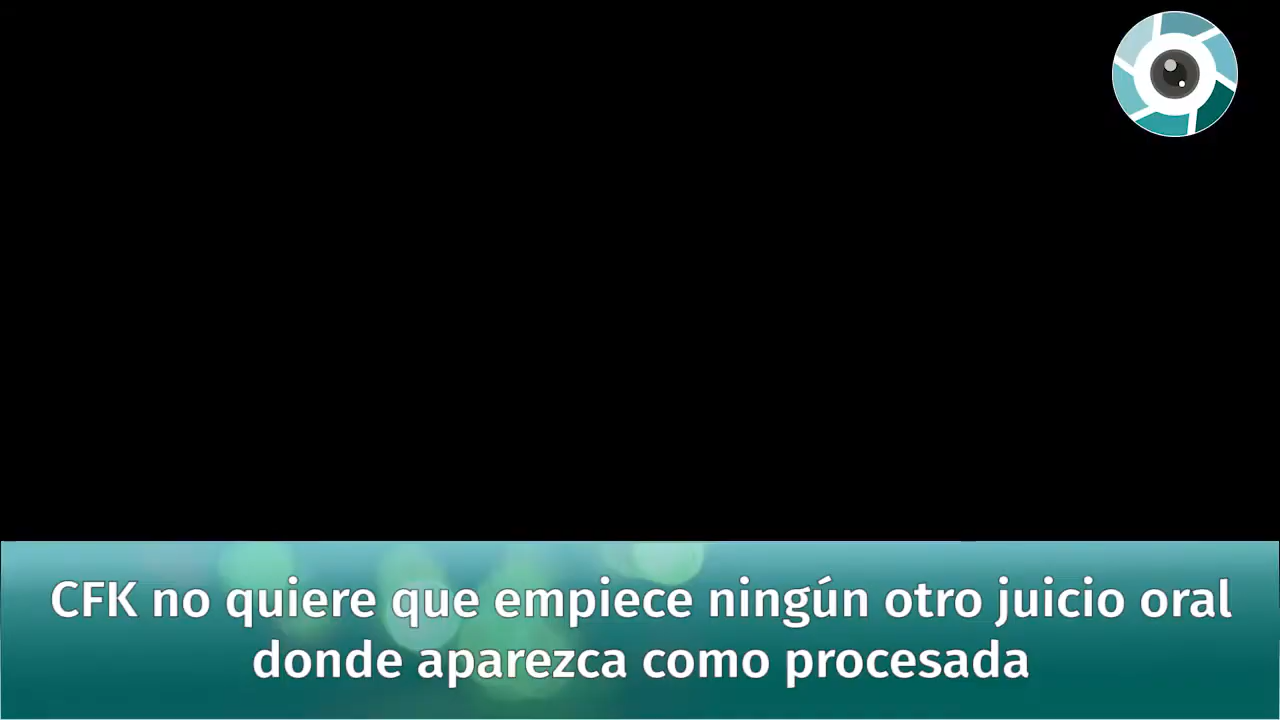 CFK no quiere que empiece ningún otro juicio oral
donde aparezca como procesada